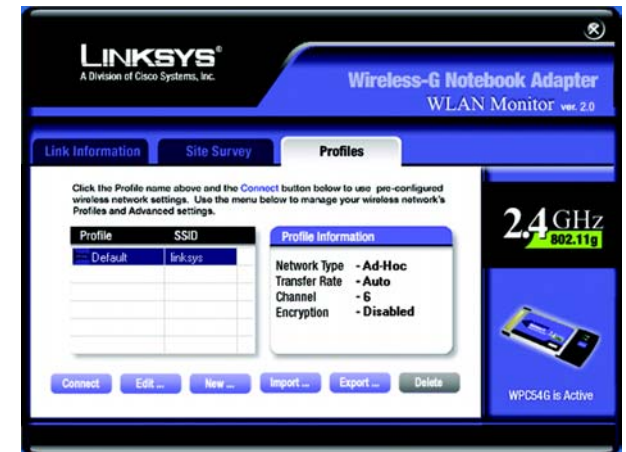 LINKSYS®
A Division of Cisco Systems, Inc.
Wireless-G Notebook Adapter
WLAN Monitor ver. 2.0
Link Information
Site Survey
Profiles
Click the Profile name above and the Connect button below to use pre-configured
wireless network settings. Use the menu below to manage your wireless network's
Profiles and Advanced settings.
Profile SSID
Default linksys
Profile Information
Network Type - Ad-Hoc
Transfer Rate - Auto
Channel - 6
Encryption - Disabled
2.4GHz
802.11g
Connect
Edit ...
New ...
Import ...
Export ...
Delete
WPC54G is Active